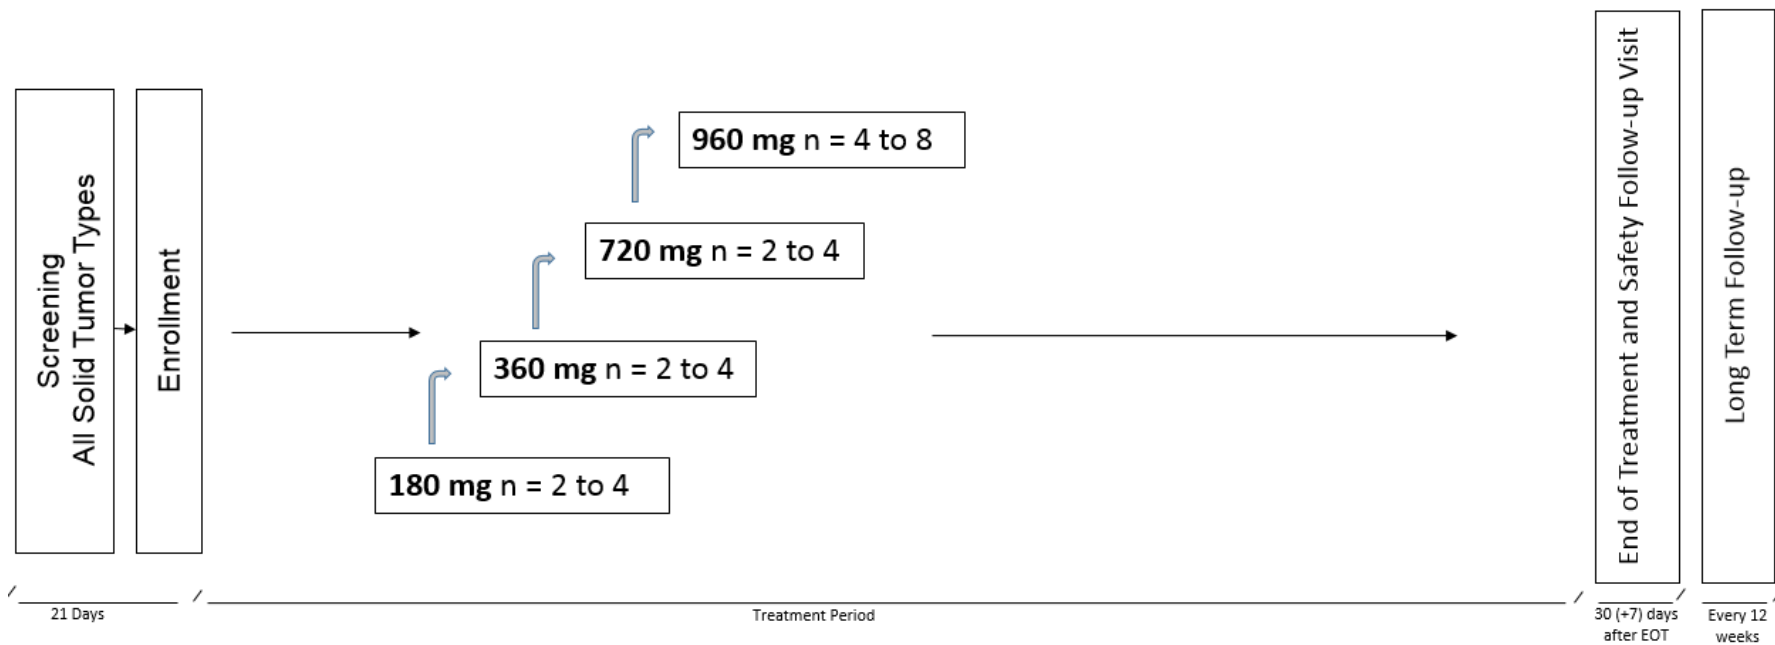 Screening
All Solid Tumor Types
Enrollment
960 mg n = 4 to 8
720 mg n = 2 to 4
360 mg n = 2 to 4
180 mg n = 2 to 4
End of Treatment and Safety Follow-up Visit
Long Term Follow-up
21 Days
Treatment Period
30 (+7) days
after EOT
Every 12
weeks